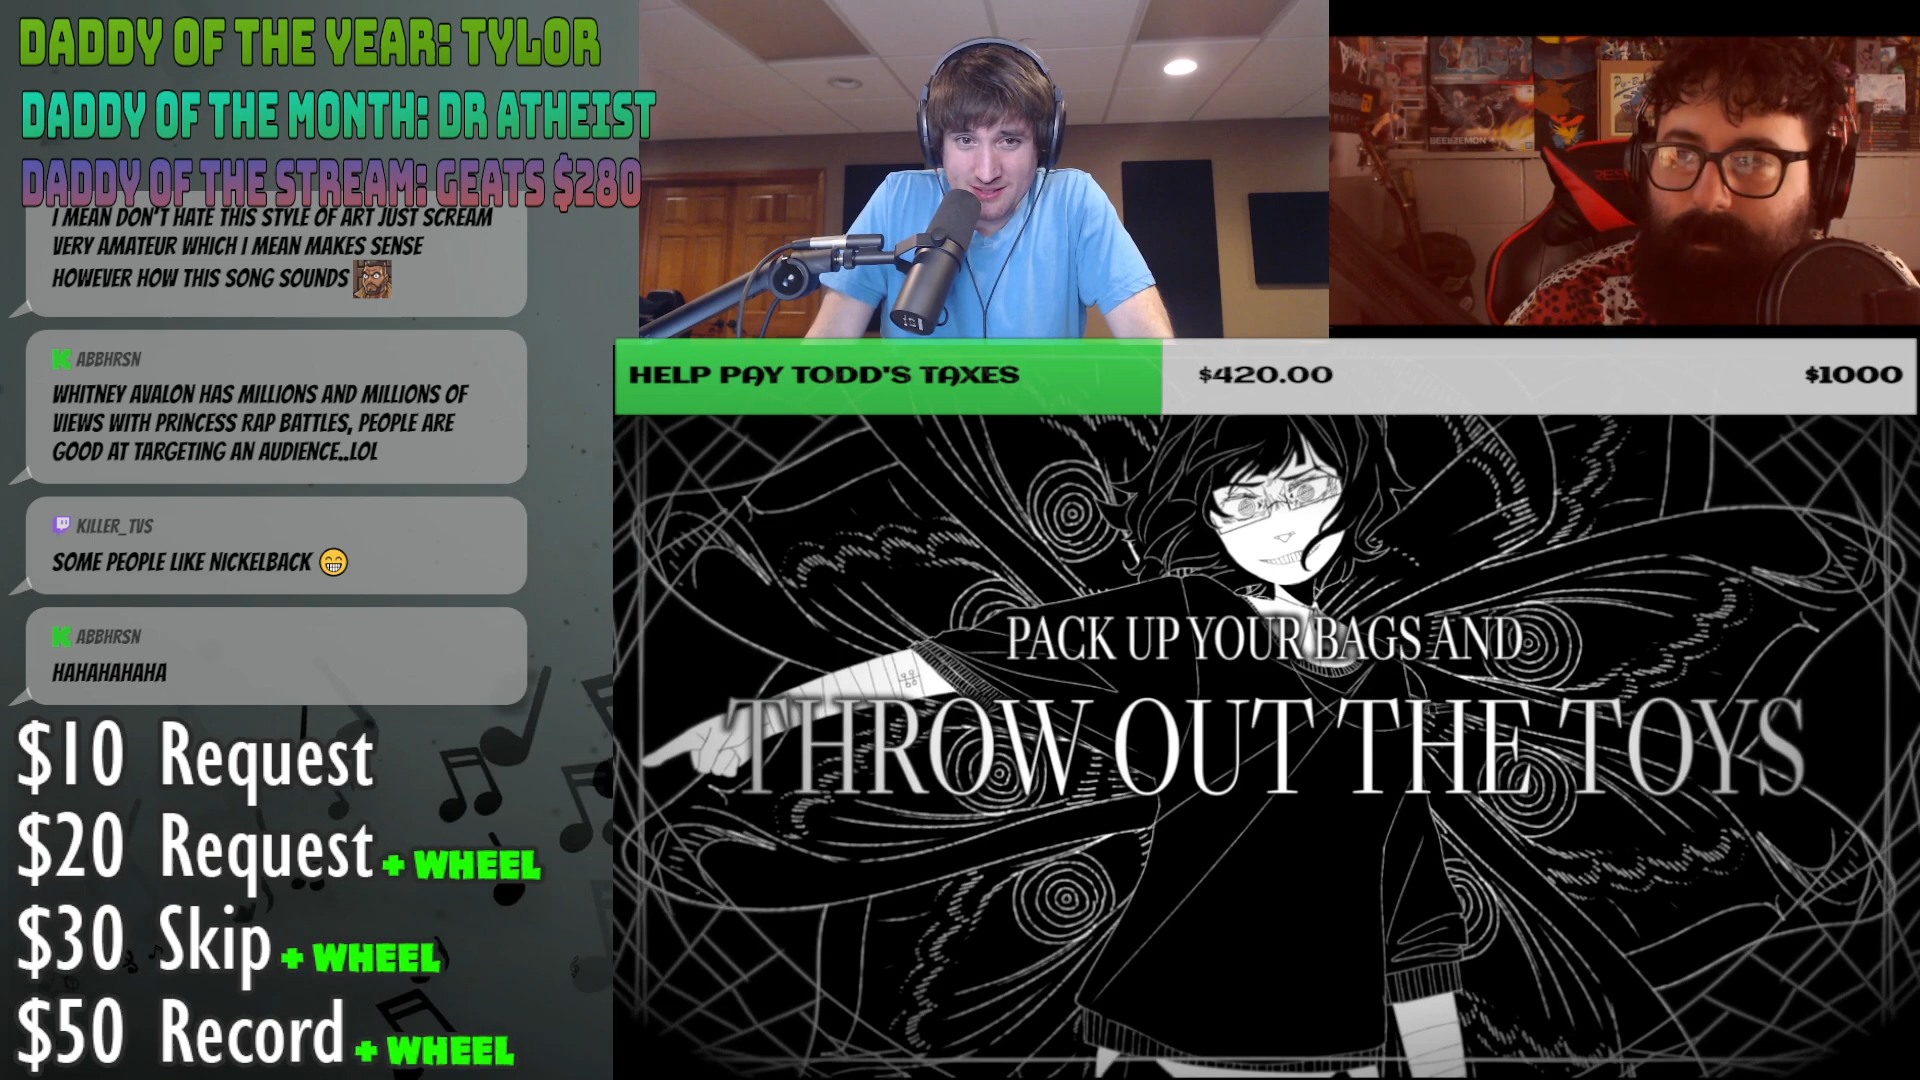 DADDY OF THE YEAR: TYLOR
DADDY OF THE MONTH: DR ATHEIST
DADDY OF THE STREAM: GEATS $280
I MEAN DON'T HATE THIS STYLE OF ART JUST SCREAM
VERY AMATEUR WHICH I MEAN MAKES SENSE
HOWEVER HOW THIS SONG SOUNDS
ABBHRSN
WHITNEY AVALON HAS MILLIONS AND MILLIONS OF
VIEWS WITH PRINCESS RAP BATTLES, PEOPLE ARE
GOOD AT TARGETING AN AUDIENCE..LOL
KILLER_TVS
SOME PEOPLE LIKE NICKELBACK
ABBHRSN
HAHAHAHAHA
$10 Request
$20 Request + WHEEL
$30 Skip + WHEEL
$50 Record + WHEEL
BEELZEMON
HELP PAY TODD'S TAXES $420.00 $1000
PACK UP YOUR BAGS AND
THROW OUT THE TOYS